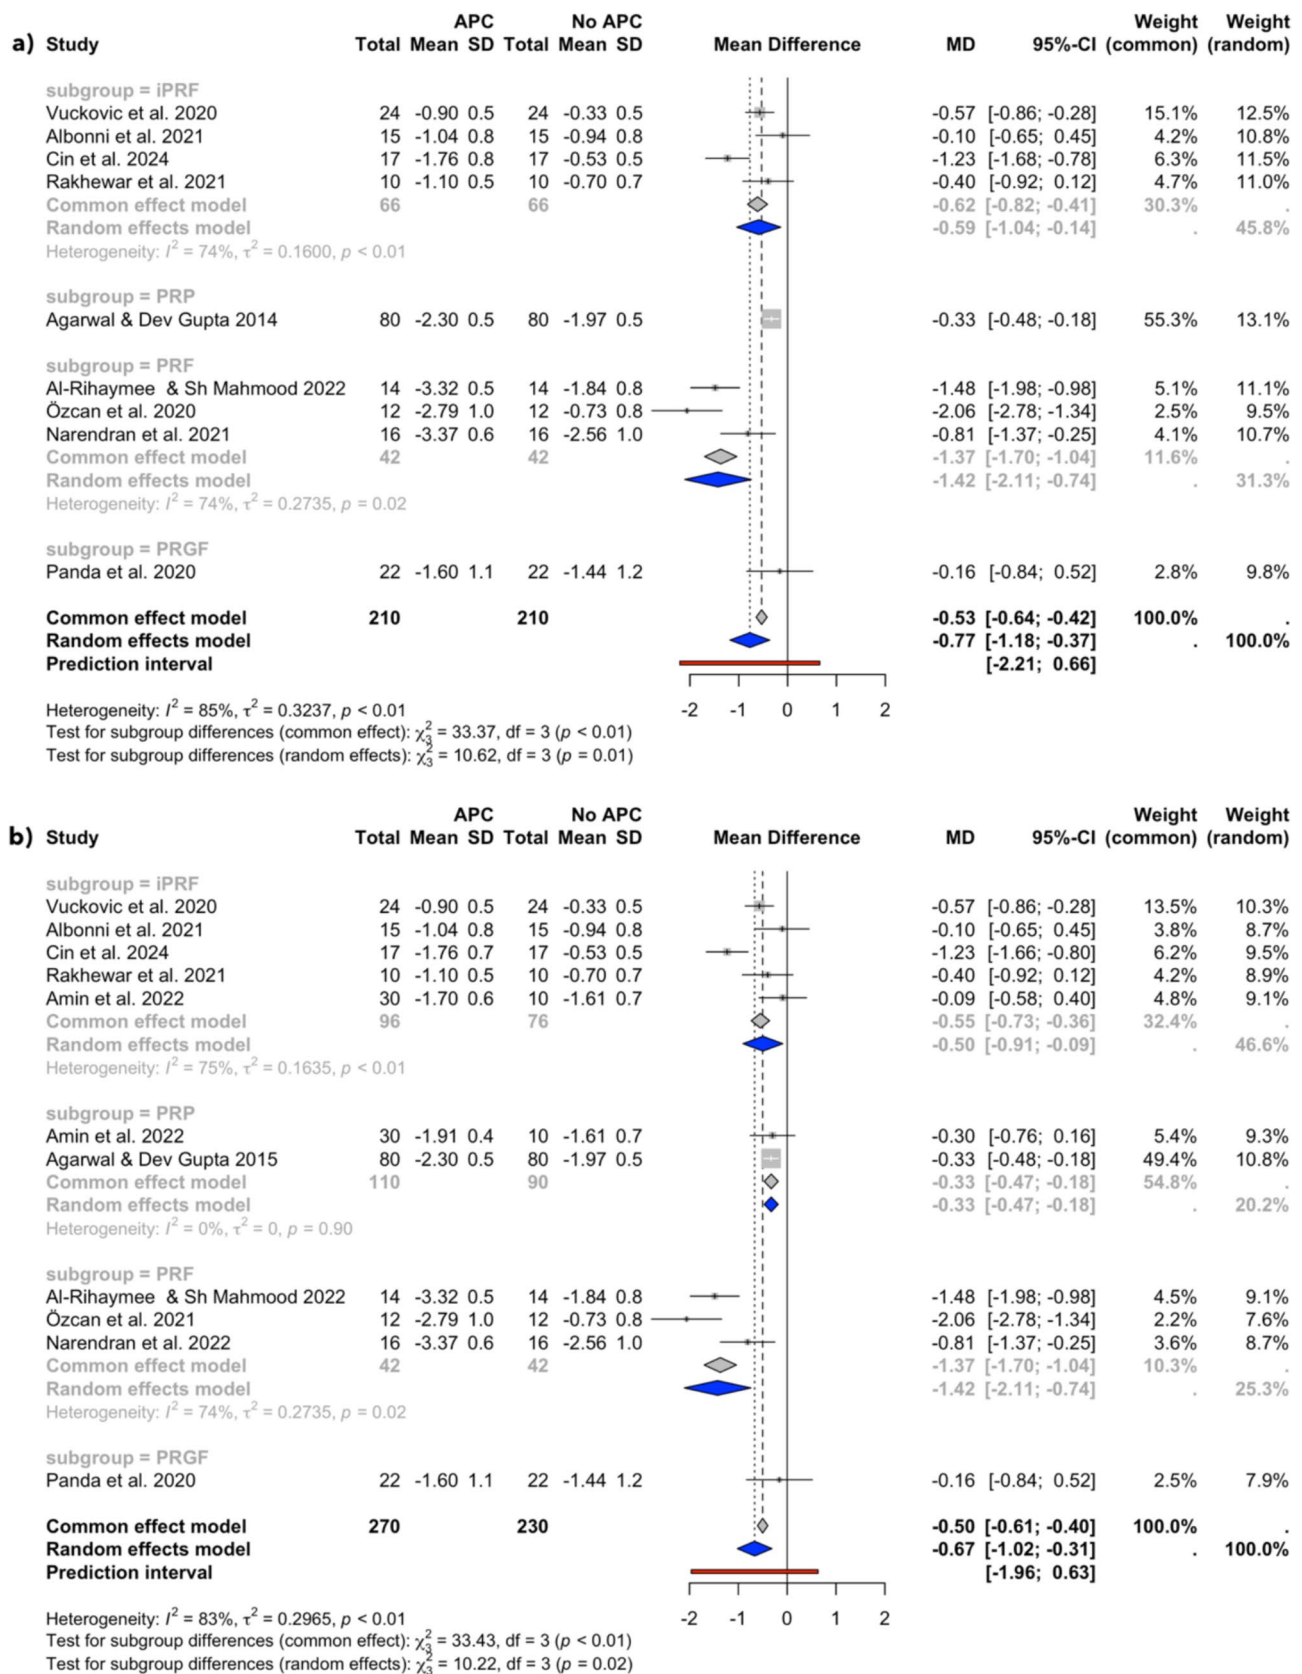 APC No APC Weight Weight
a) Study Total Mean SD Total Mean SD Mean Difference MD 95%-CI (common) (random)
subgroup = iPRF
Vuckovic et al. 2020 24 -0.90 0.5 24 -0.33 0.5 -0.57 [-0.86; -0.28] 15.1% 12.5%
Albonni et al. 2021 15 -1.04 0.8 15 -0.94 0.8 -0.10 [-0.65; 0.45] 4.2% 10.8%
Cin et al. 2024 17 -1.76 0.8 17 -0.53 0.5 -1.23 [-1.68; -0.78] 6.3% 11.5%
Rakhewar et al. 2021 10 -1.10 0.5 10 -0.70 0.7 -0.40 [-0.92; 0.12] 4.7% 11.0%
Common effect model 66 66 -0.62 [-0.82; -0.41] 30.3% .
Random effects model -0.59 [-1.04; -0.14] . 45.8%
Heterogeneity: I² = 74%, τ² = 0.1600, p < 0.01
subgroup = PRP
Agarwal & Dev Gupta 2014 80 -2.30 0.5 80 -1.97 0.5 -0.33 [-0.48; -0.18] 55.3% 13.1%
subgroup = PRF
Al-Rihaymee & Sh Mahmood 2022 14 -3.32 0.5 14 -1.84 0.8 -1.48 [-1.98; -0.98] 5.1% 11.1%
Özcan et al. 2020 12 -2.79 1.0 12 -0.73 0.8 -2.06 [-2.78; -1.34] 2.5% 9.5%
Narendran et al. 2021 16 -3.37 0.6 16 -2.56 1.0 -0.81 [-1.37; -0.25] 4.1% 10.7%
Common effect model 42 42 -1.37 [-1.70; -1.04] 11.6% .
Random effects model -1.42 [-2.11; -0.74] . 31.3%
Heterogeneity: I² = 74%, τ² = 0.2735, p = 0.02
subgroup = PRGF
Panda et al. 2020 22 -1.60 1.1 22 -1.44 1.2 -0.16 [-0.84; 0.52] 2.8% 9.8%
Common effect model 210 210 -0.53 [-0.64; -0.42] 100.0% .
Random effects model -0.77 [-1.18; -0.37] . 100.0%
Prediction interval [-2.21; 0.66]
-2 -1 0 1 2
Heterogeneity: I² = 85%, τ² = 0.3237, p < 0.01
Test for subgroup differences (common effect): χ²₃ = 33.37, df = 3 (p < 0.01)
Test for subgroup differences (random effects): χ²₃ = 10.62, df = 3 (p = 0.01)
APC No APC Weight Weight
b) Study Total Mean SD Total Mean SD Mean Difference MD 95%-CI (common) (random)
subgroup = iPRF
Vuckovic et al. 2020 24 -0.90 0.5 24 -0.33 0.5 -0.57 [-0.86; -0.28] 13.5% 10.3%
Albonni et al. 2021 15 -1.04 0.8 15 -0.94 0.8 -0.10 [-0.65; 0.45] 3.8% 8.7%
Cin et al. 2024 17 -1.76 0.7 17 -0.53 0.5 -1.23 [-1.66; -0.80] 6.2% 9.5%
Rakhewar et al. 2021 10 -1.10 0.5 10 -0.70 0.7 -0.40 [-0.92; 0.12] 4.2% 8.9%
Amin et al. 2022 30 -1.70 0.6 10 -1.61 0.7 -0.09 [-0.58; 0.40] 4.8% 9.1%
Common effect model 96 76 -0.55 [-0.73; -0.36] 32.4% .
Random effects model -0.50 [-0.91; -0.09] . 46.6%
Heterogeneity: I² = 75%, τ² = 0.1635, p < 0.01
subgroup = PRP
Amin et al. 2022 30 -1.91 0.4 10 -1.61 0.7 -0.30 [-0.76; 0.16] 5.4% 9.3%
Agarwal & Dev Gupta 2015 80 -2.30 0.5 80 -1.97 0.5 -0.33 [-0.48; -0.18] 49.4% 10.8%
Common effect model 110 90 -0.33 [-0.47; -0.18] 54.8% .
Random effects model -0.33 [-0.47; -0.18] . 20.2%
Heterogeneity: I² = 0%, τ² = 0, p = 0.90
subgroup = PRF
Al-Rihaymee & Sh Mahmood 2022 14 -3.32 0.5 14 -1.84 0.8 -1.48 [-1.98; -0.98] 4.5% 9.1%
Özcan et al. 2021 12 -2.79 1.0 12 -0.73 0.8 -2.06 [-2.78; -1.34] 2.2% 7.6%
Narendran et al. 2022 16 -3.37 0.6 16 -2.56 1.0 -0.81 [-1.37; -0.25] 3.6% 8.7%
Common effect model 42 42 -1.37 [-1.70; -1.04] 10.3% .
Random effects model -1.42 [-2.11; -0.74] . 25.3%
Heterogeneity: I² = 74%, τ² = 0.2735, p = 0.02
subgroup = PRGF
Panda et al. 2020 22 -1.60 1.1 22 -1.44 1.2 -0.16 [-0.84; 0.52] 2.5% 7.9%
Common effect model 270 230 -0.50 [-0.61; -0.40] 100.0% .
Random effects model -0.67 [-1.02; -0.31] . 100.0%
Prediction interval [-1.96; 0.63]
-2 -1 0 1 2
Heterogeneity: I² = 83%, τ² = 0.2965, p < 0.01
Test for subgroup differences (common effect): χ²₃ = 33.43, df = 3 (p < 0.01)
Test for subgroup differences (random effects): χ²₃ = 10.22, df = 3 (p = 0.02)